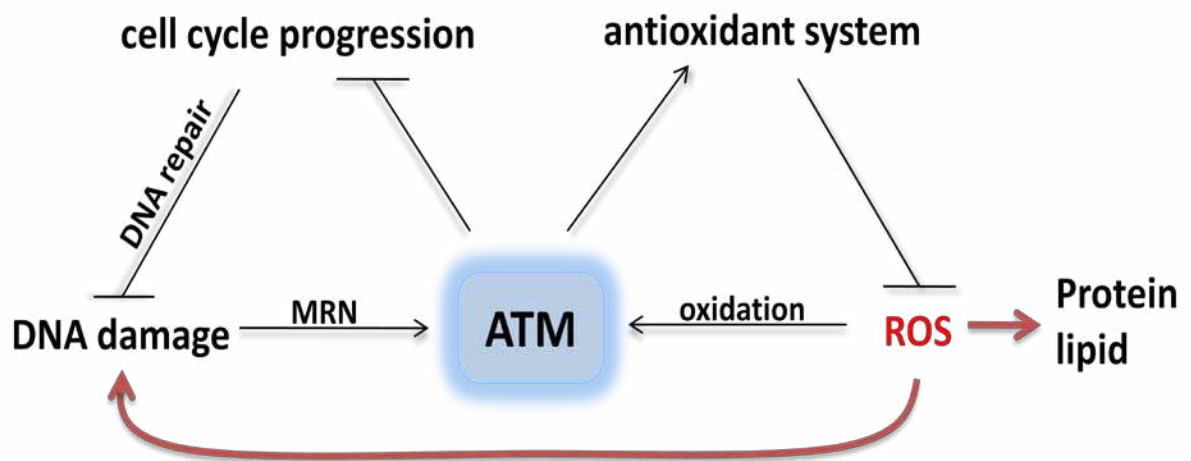 cell cycle progression
antioxidant system
DNA repair
DNA damage
MRN
ATM
oxidation
ROS
Protein
lipid